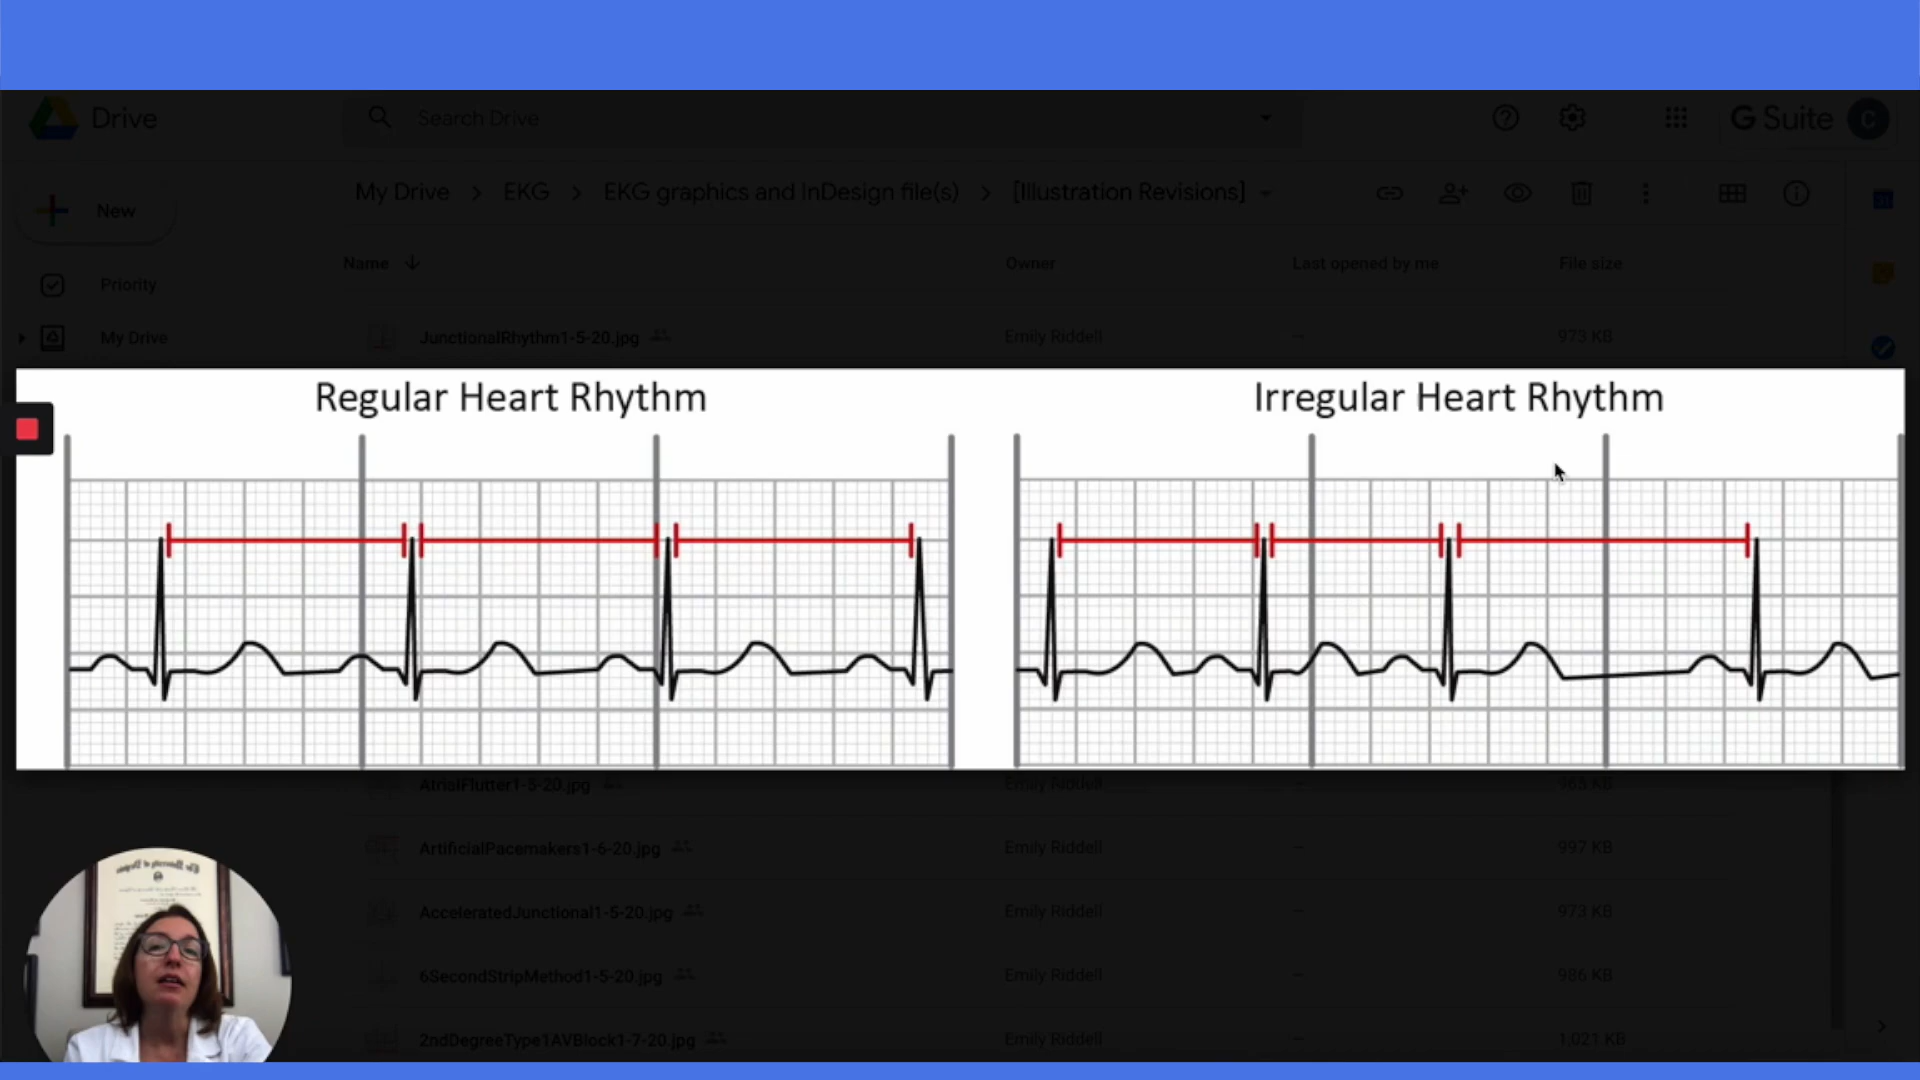 Drive
Search Drive
G Suite
C
My Drive > EKG > EKG graphics and InDesign file(s) > [Illustration Revisions]
New
Name
Owner
Last opened by me
File size
Priority
JunctionalRhythm1-5-20.jpg
Emily Riddell
973 KB
My Drive
Regular Heart Rhythm
Irregular Heart Rhythm
AtrialFlutter1-5-20.jpg
Emily Riddell
ArtificialPacemakers1-6-20.jpg
Emily Riddell
997 KB
AcceleratedJunctional1-5-20.jpg
Emily Riddell
973 KB
6SecondStripMethod1-5-20.jpg
Emily Riddell
986 KB
2ndDegreeType1AVBlock1-7-20.jpg
Emily Riddell
1,021 KB